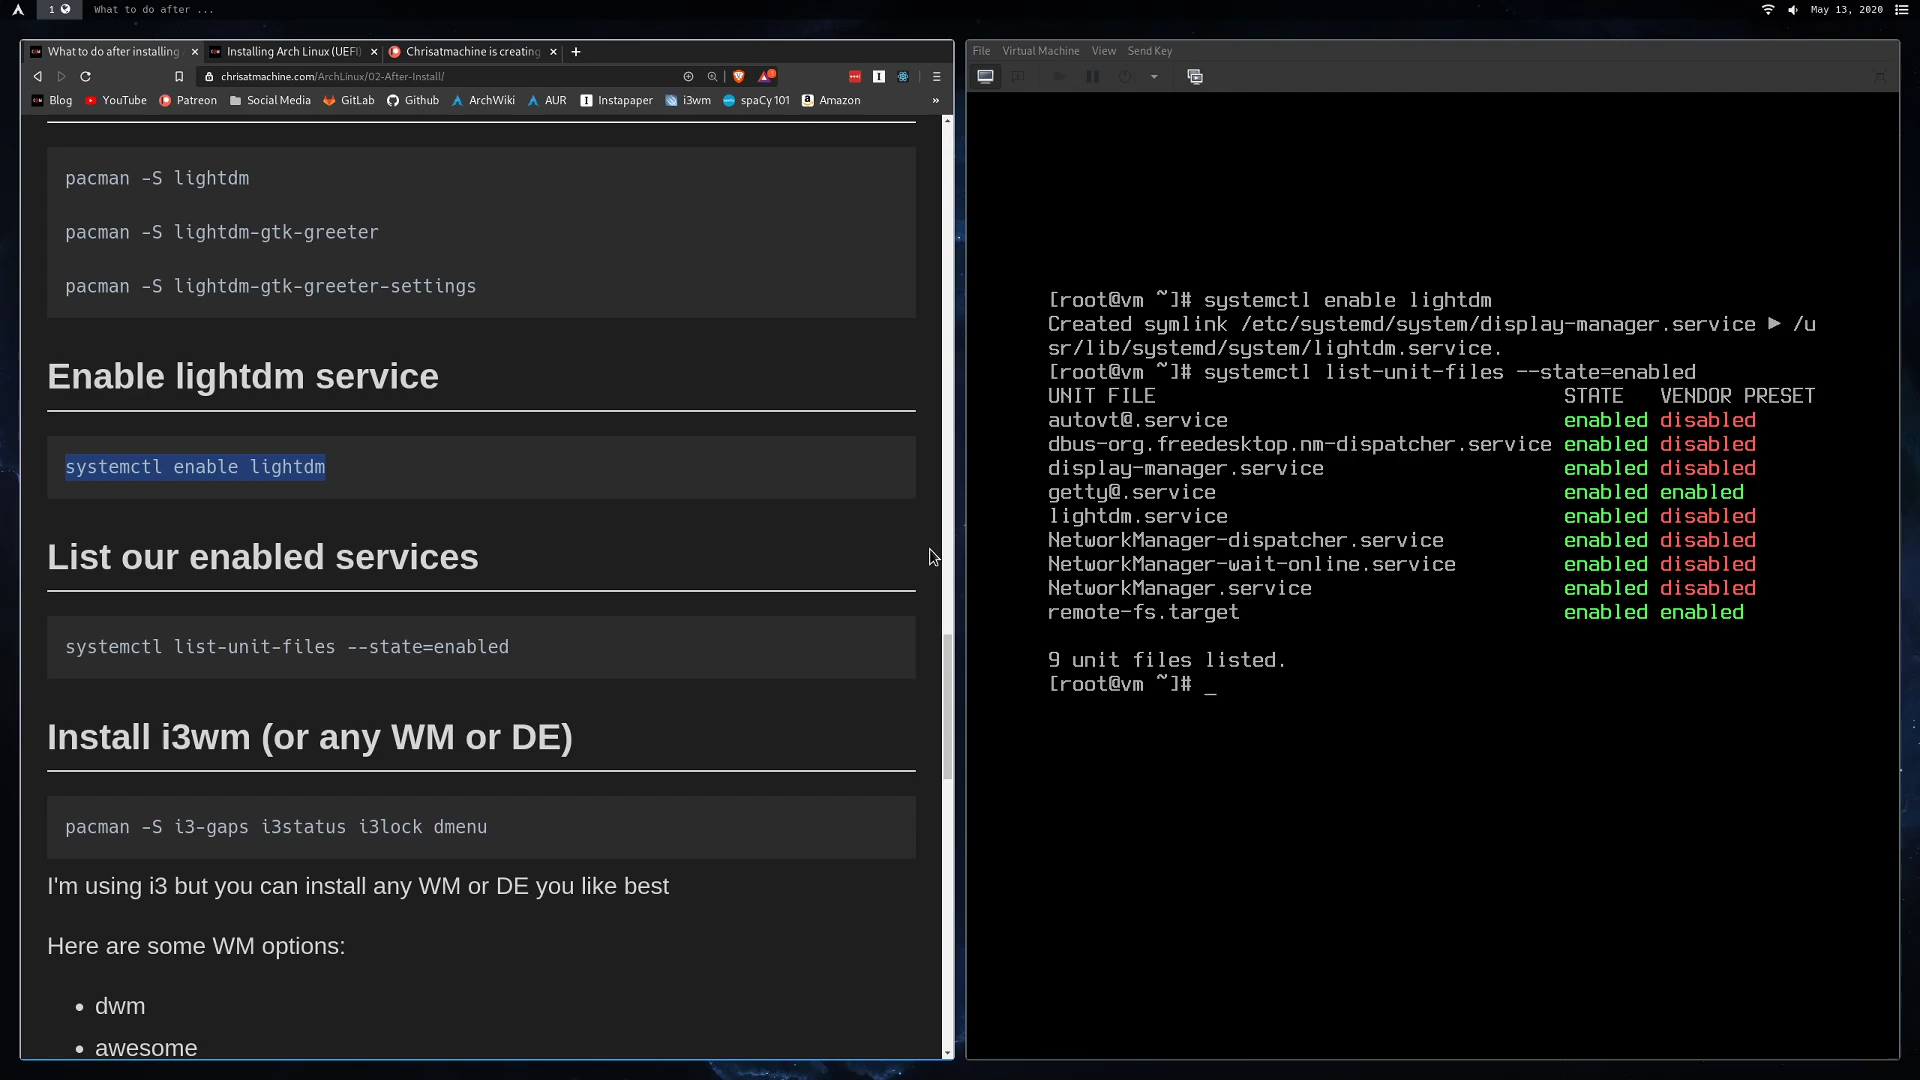 1
What to do after ...
May 13, 2020
What to do after installing
Installing Arch Linux (UEFI)
Chrisatmachine is creating
chrisatmachine.com/ArchLinux/02-After-Install/
Blog
YouTube
Patreon
Social Media
GitLab
Github
ArchWiki
AUR
Instapaper
i3wm
spaCy 101
Amazon
»
pacman -S lightdm
pacman -S lightdm-gtk-greeter
pacman -S lightdm-gtk-greeter-settings
Enable lightdm service
systemctl enable lightdm
List our enabled services
systemctl list-unit-files --state=enabled
Install i3wm (or any WM or DE)
pacman -S i3-gaps i3status i3lock dmenu
I'm using i3 but you can install any WM or DE you like best
Here are some WM options:
• dwm
• awesome
File Virtual Machine View Send Key
[root@vm ~]# systemctl enable lightdm
Created symlink /etc/systemd/system/display-manager.service ► /u
sr/lib/systemd/system/lightdm.service.
[root@vm ~]# systemctl list-unit-files --state=enabled
UNIT FILE STATE VENDOR PRESET
autovt@.service enabled disabled
dbus-org.freedesktop.nm-dispatcher.service enabled disabled
display-manager.service enabled disabled
getty@.service enabled enabled
lightdm.service enabled disabled
NetworkManager-dispatcher.service enabled disabled
NetworkManager-wait-online.service enabled disabled
NetworkManager.service enabled disabled
remote-fs.target enabled enabled
9 unit files listed.
[root@vm ~]# _